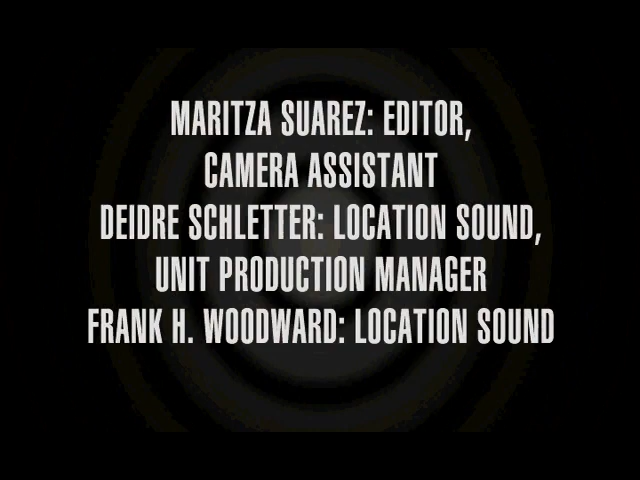 MARITZA SUAREZ: EDITOR,
CAMERA ASSISTANT
DEIDRE SCHLETTER: LOCATION SOUND,
UNIT PRODUCTION MANAGER
FRANK H. WOODWARD: LOCATION SOUND